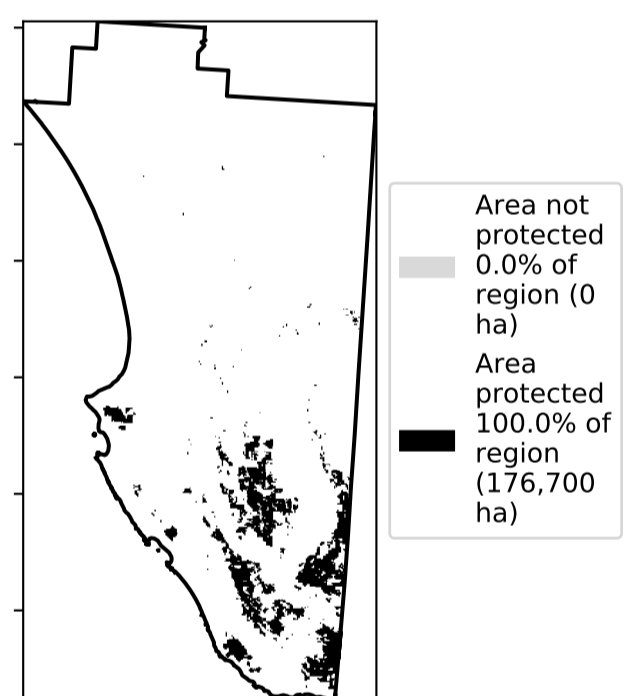 Area not
protected
0.0% of
region (0
ha)
Area
protected
100.0% of
region
(176,700
ha)